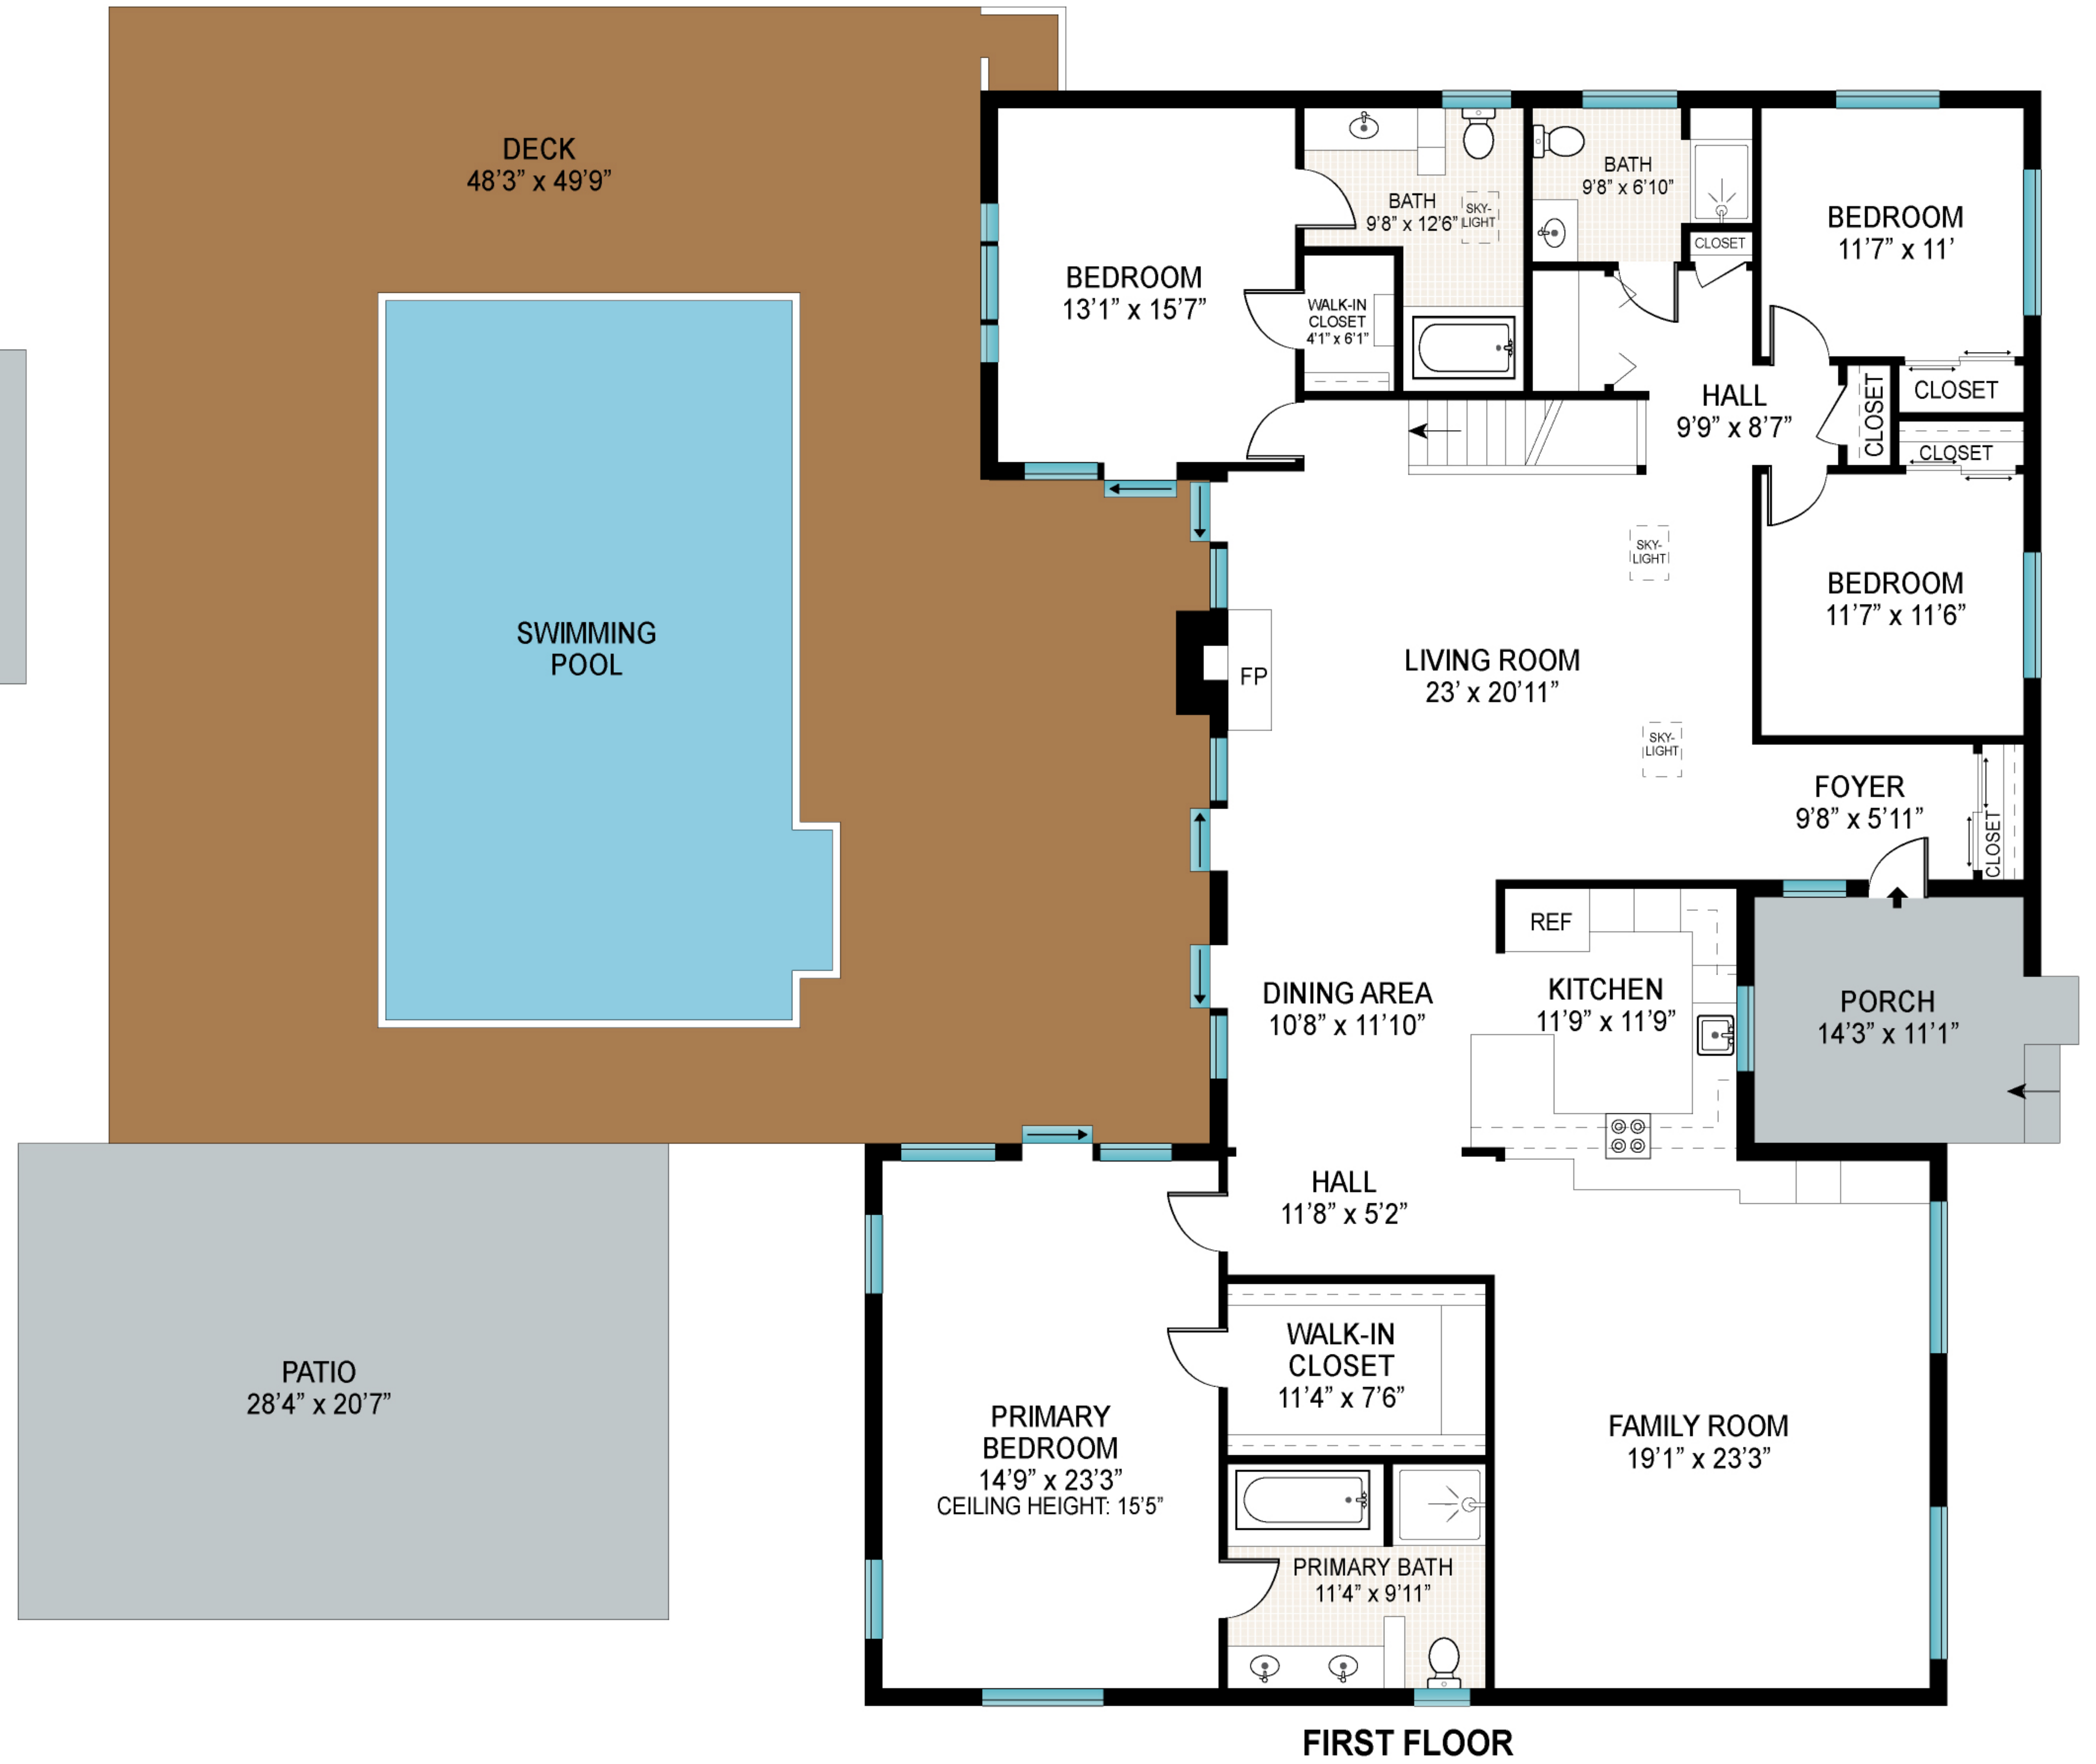 DECK
48’3” x 49’9”
BATH
9’8” x 6’10”
BATH
9’8” x 12’6”
SKY-
LIGHT
BEDROOM
11’7” x 11’
CLOSET
BEDROOM
13’1” x 15’7”
WALK-IN
CLOSET
4’1” x 6’1”
HALL
9’9” x 8’7”
CLOSET
CLOSET
CLOSET
SKY-
LIGHT
BEDROOM
11’7” x 11’6”
SWIMMING
POOL
FP
LIVING ROOM
23’ x 20’11”
SKY-
LIGHT
FOYER
9’8” x 5’11”
CLOSET
REF
DINING AREA
10’8” x 11’10”
KITCHEN
11’9” x 11’9”
PORCH
14’3” x 11’1”
HALL
11’8” x 5’2”
WALK-IN
CLOSET
11’4” x 7’6”
PATIO
28’4” x 20’7”
PRIMARY
BEDROOM
14’9” x 23’3”
CEILING HEIGHT: 15’5”
FAMILY ROOM
19’1” x 23’3”
PRIMARY BATH
11’4” x 9’11”
FIRST FLOOR